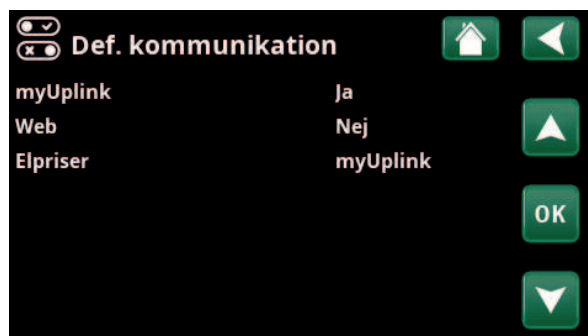 Def. kommunikation
myUplink Ja
Web Nej
Elpriser myUplink
OK